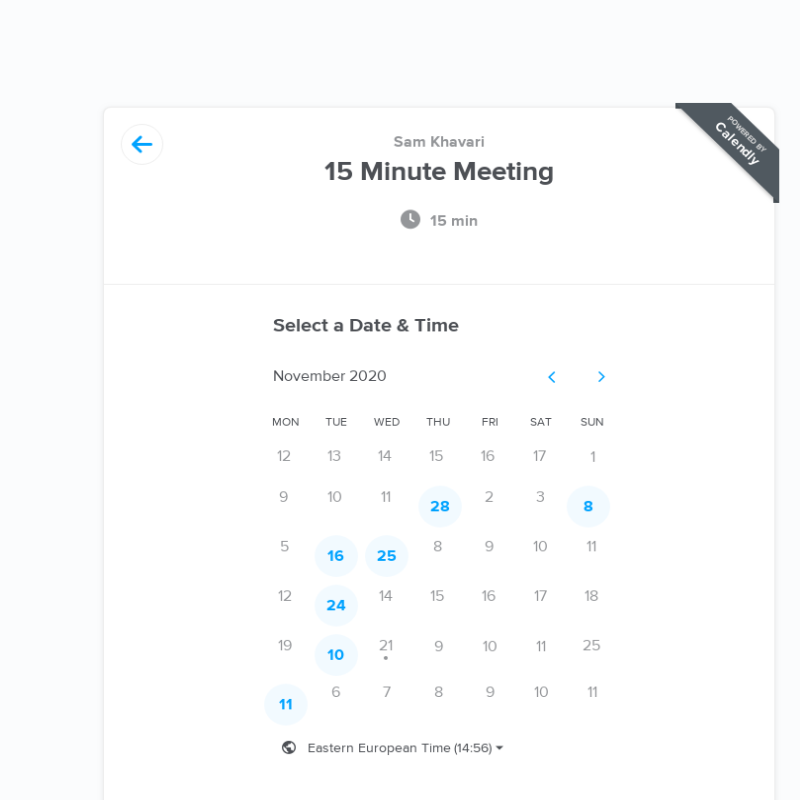 POWERED BY
Calendly
Sam Khavari
15 Minute Meeting
15 min
Select a Date & Time
November 2020
MON TUE WED THU FRI SAT SUN
12 13 14 15 16 17 1
9 10 11 28 2 3 8
5 16 25 8 9 10 11
12 24 14 15 16 17 18
19 10 21 9 10 11 25
11 6 7 8 9 10 11
Eastern European Time (14:56)